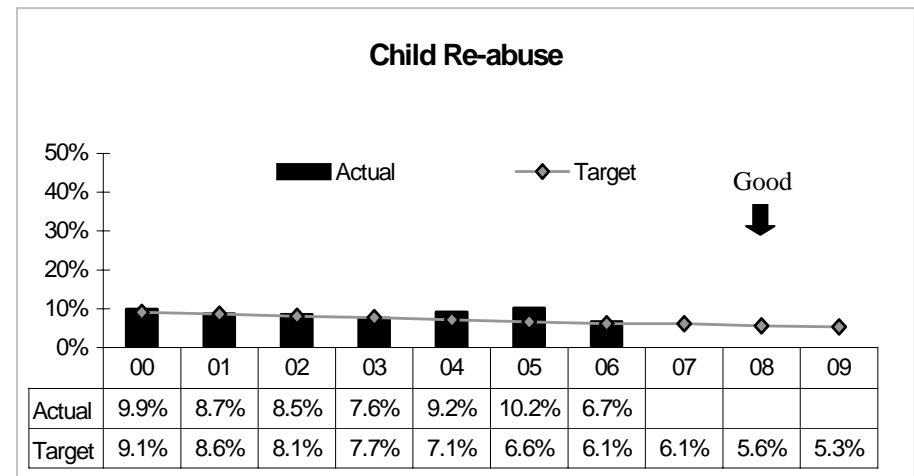 Child Re-abuse
50%
40%
30%
20%
10%
0%
Actual
Target
Good
00 01 02 03 04 05 06 07 08 09
Actual 9.9% 8.7% 8.5% 7.6% 9.2% 10.2% 6.7%
Target 9.1% 8.6% 8.1% 7.7% 7.1% 6.6% 6.1% 6.1% 5.6% 5.3%